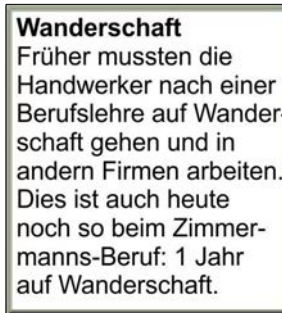 Wanderschaft
Früher mussten die
Handwerker nach einer
Berufslehre auf Wander-
schaft gehen und in
andern Firmen arbeiten.
Dies ist auch heute
noch so beim Zimmer-
manns-Beruf: 1 Jahr
auf Wanderschaft.